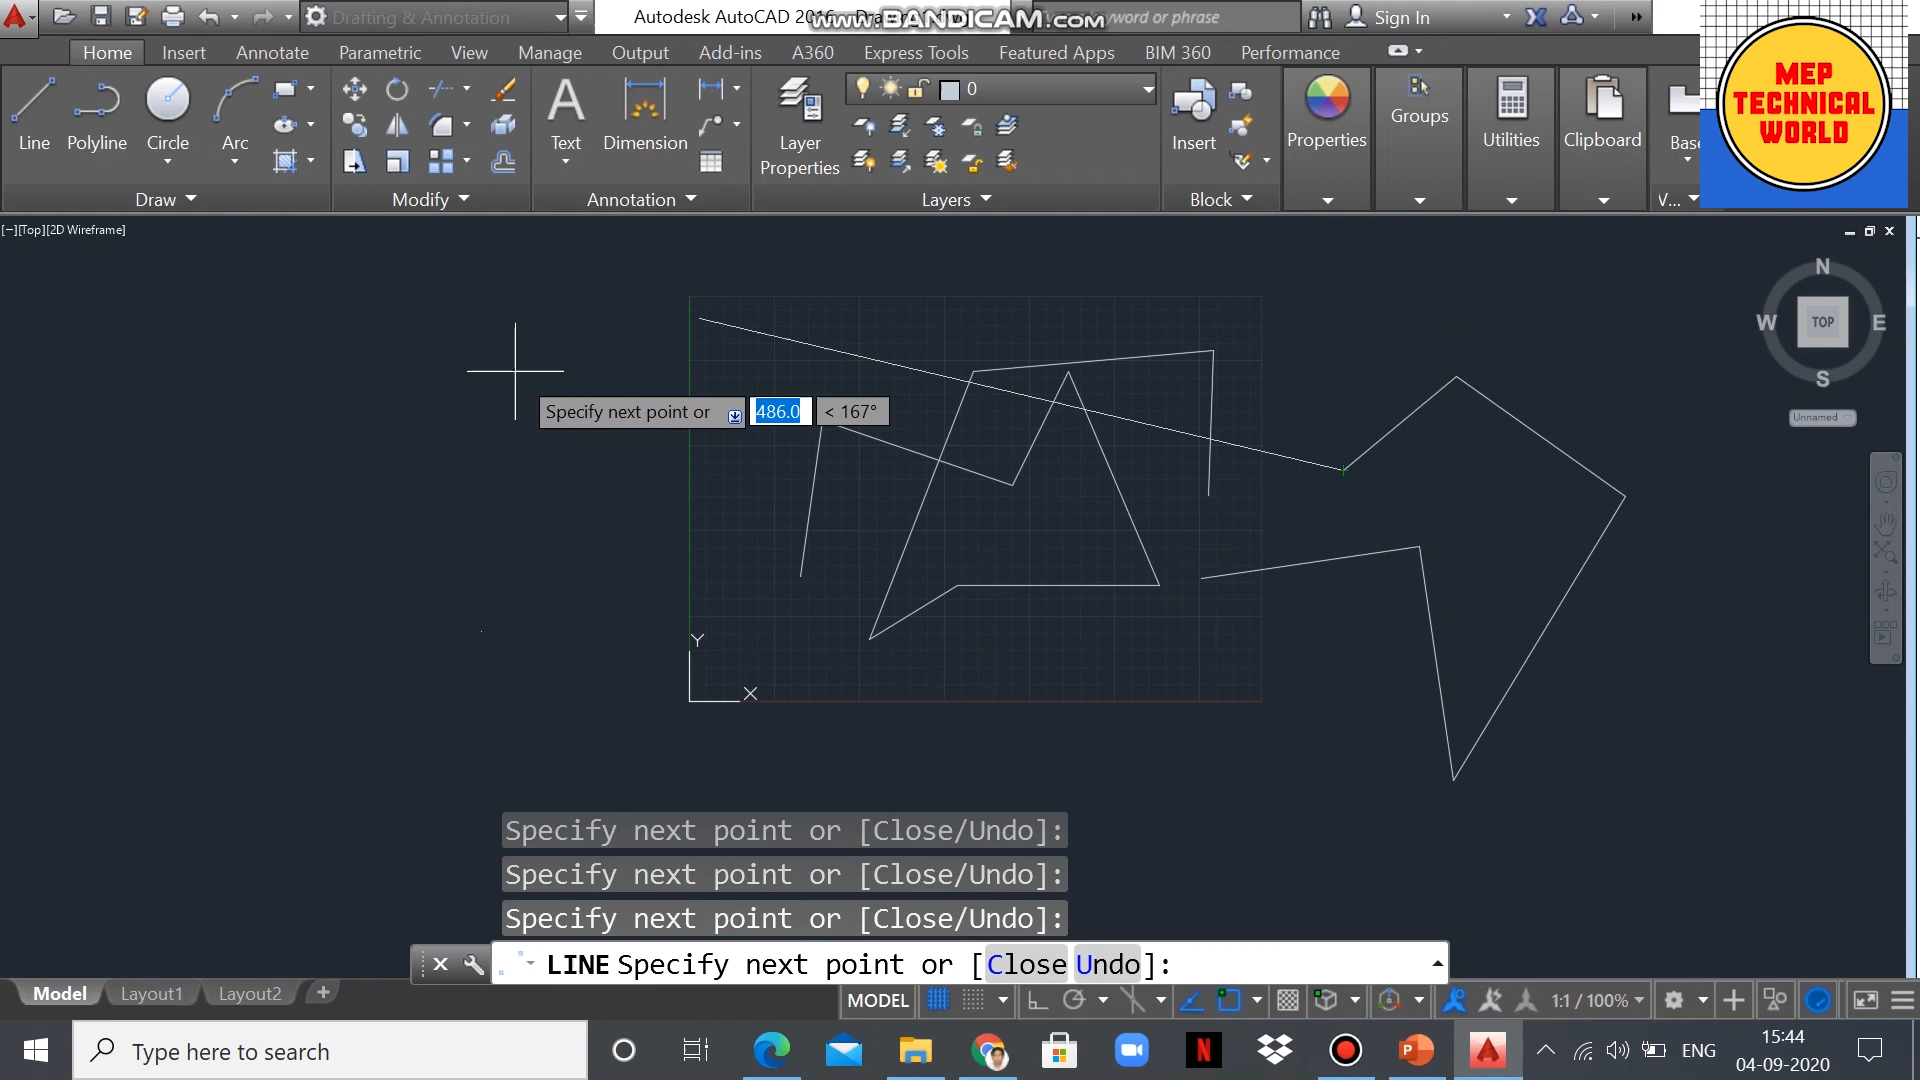 Drafting & Annotation
Autodesk AutoCAD 2016
www.BANDICAM.com
word or phrase
Sign In
Home Insert Annotate Parametric View Manage Output Add-ins A360 Express Tools Featured Apps BIM 360 Performance
MEP
TECHNICAL
WORLD
0
Line Polyline Circle Arc
Text Dimension
Layer
Properties
Insert
Properties
Groups
Utilities
Clipboard
Base
Draw Modify Annotation Layers Block V...
[−][Top][2D Wireframe]
N
W TOP E
S
Unnamed
Specify next point or 486.0 < 167°
Y
X
Specify next point or [Close/Undo]:
Specify next point or [Close/Undo]:
Specify next point or [Close/Undo]:
LINE Specify next point or [Close Undo]:
Model Layout1 Layout2 +
MODEL 1:1 / 100%
Type here to search
ENG
15:44
04-09-2020